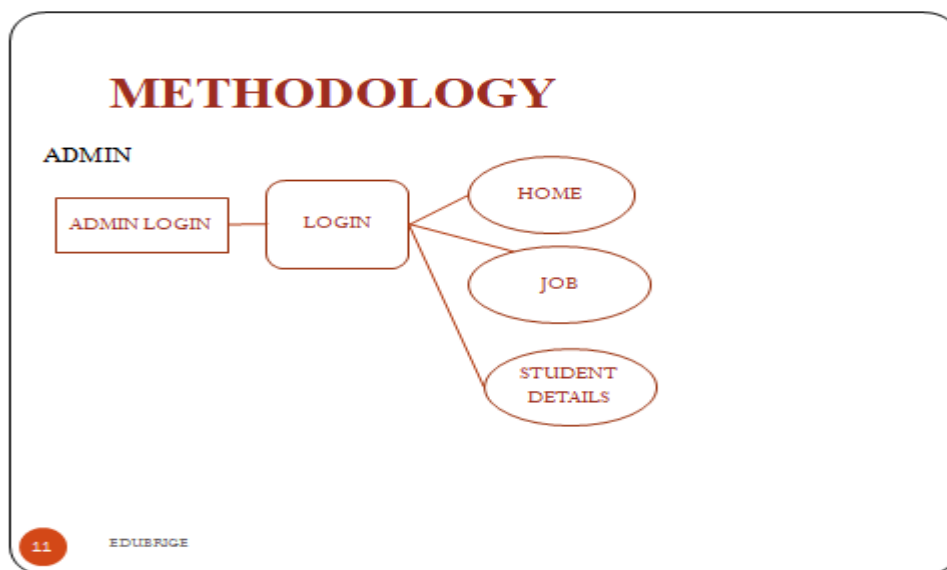 METHODOLOGY
ADMIN
ADMIN LOGIN
LOGIN
HOME
JOB
STUDENT
DETAILS
11
EDUBRIGE